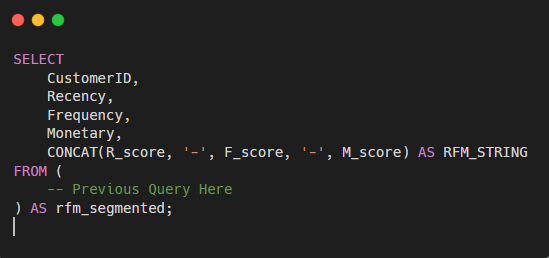 SELECT
    CustomerID,
    Recency,
    Frequency,
    Monetary,
    CONCAT(R_score, '-', F_score, '-', M_score) AS RFM_STRING
FROM (
    -- Previous Query Here
) AS rfm_segmented;